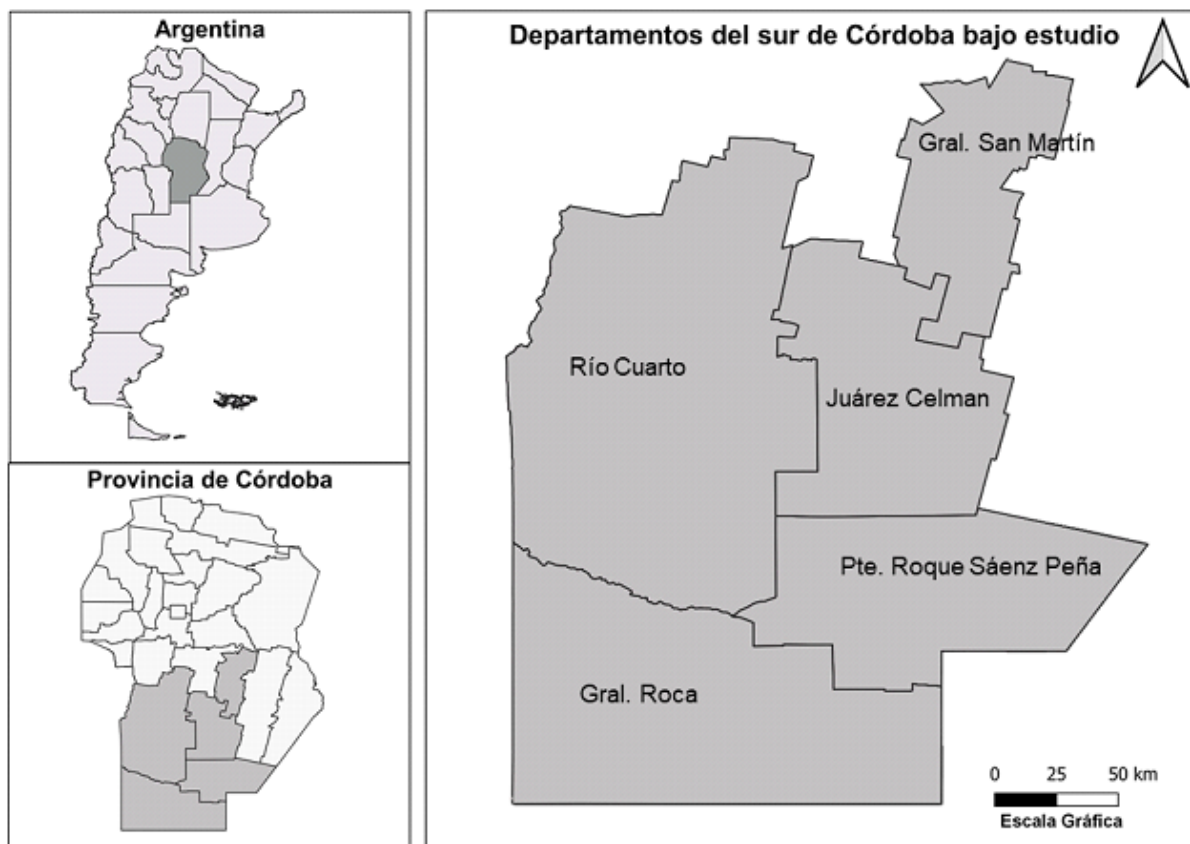 Argentina
Provincia de Córdoba
Departamentos del sur de Córdoba bajo estudio
Gral. San Martín
Río Cuarto
Juárez Celman
Pte. Roque Sáenz Peña
Gral. Roca
0 25 50 km
Escala Gráfica